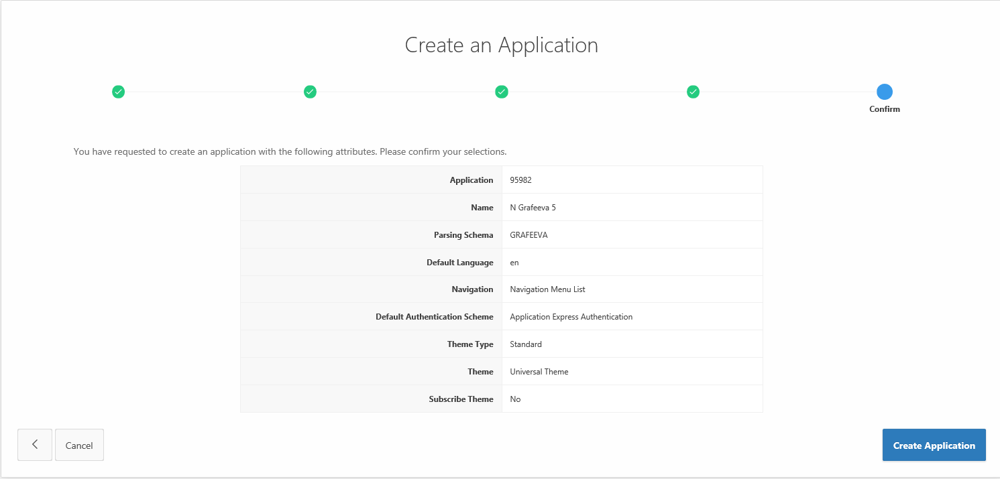 Create an Application
Confirm
You have requested to create an application with the following attributes. Please confirm your selections.
Application 95982
Name N Grafeeva 5
Parsing Schema GRAFEEVA
Default Language en
Navigation Navigation Menu List
Default Authentication Scheme Application Express Authentication
Theme Type Standard
Theme Universal Theme
Subscribe Theme No
Cancel Create Application